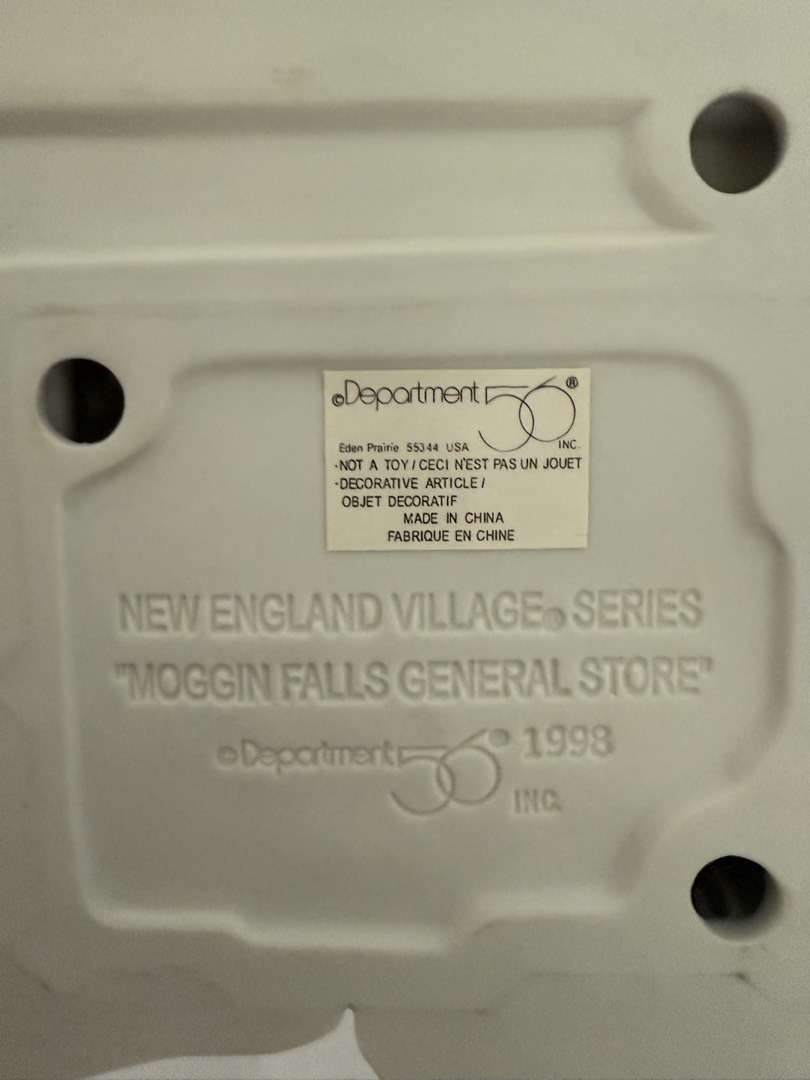 ©Department 56®
Eden Prairie 55344 USA INC.
·NOT A TOY / CECI N'EST PAS UN JOUET
·DECORATIVE ARTICLE /
OBJET DECORATIF
MADE IN CHINA
FABRIQUE EN CHINE
NEW ENGLAND VILLAGE® SERIES
"MOGGIN FALLS GENERAL STORE"
©Department 56® 1998
INC.